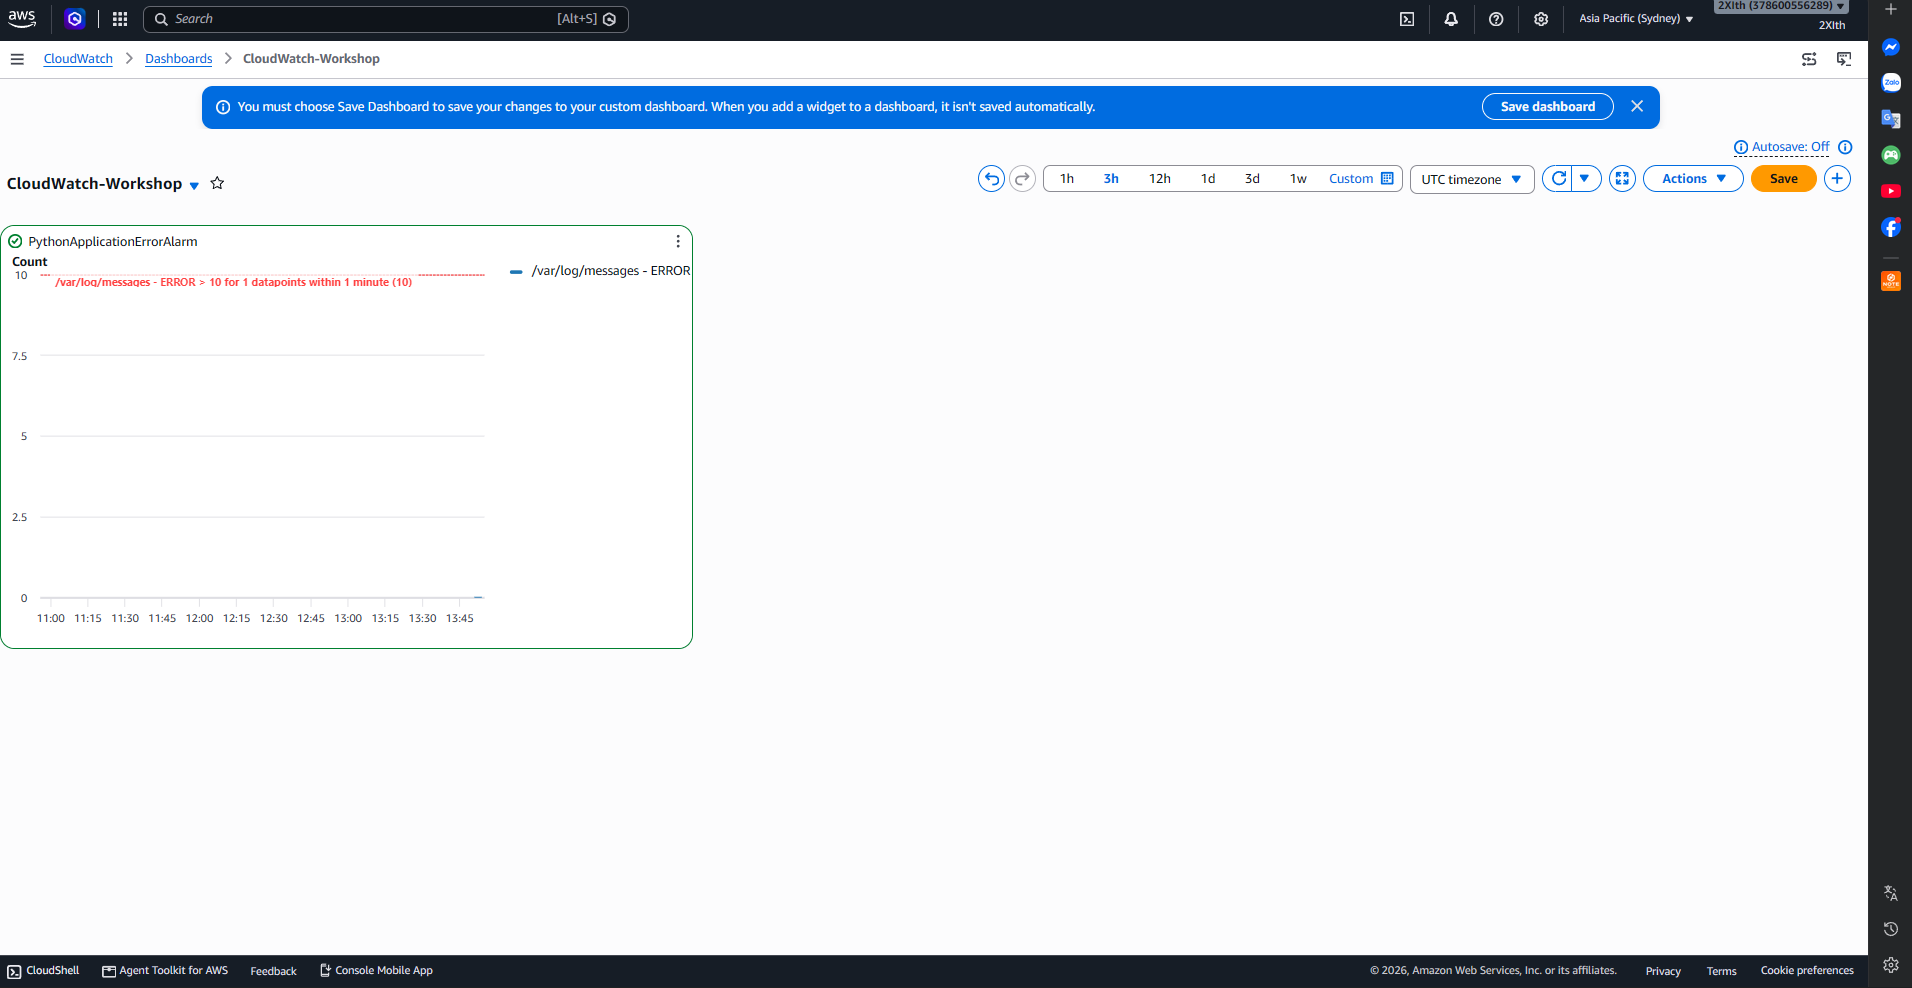 aws
Search [Alt+S]
Asia Pacific (Sydney)
2XIth (378600556289)
2XIth
CloudWatch
Dashboards
CloudWatch-Workshop
You must choose Save Dashboard to save your changes to your custom dashboard. When you add a widget to a dashboard, it isn't saved automatically.
Save dashboard
Autosave: Off
CloudWatch-Workshop
1h 3h 12h 1d 3d 1w Custom
UTC timezone
Actions
Save
PythonApplicationErrorAlarm
Count
10
/var/log/messages - ERROR > 10 for 1 datapoints within 1 minute (10)
/var/log/messages - ERROR
7.5
5
2.5
0
11:00 11:15 11:30 11:45 12:00 12:15 12:30 12:45 13:00 13:15 13:30 13:45
Zalo
NOTE
CloudShell
Agent Toolkit for AWS
Feedback
Console Mobile App
© 2026, Amazon Web Services, Inc. or its affiliates.
Privacy
Terms
Cookie preferences